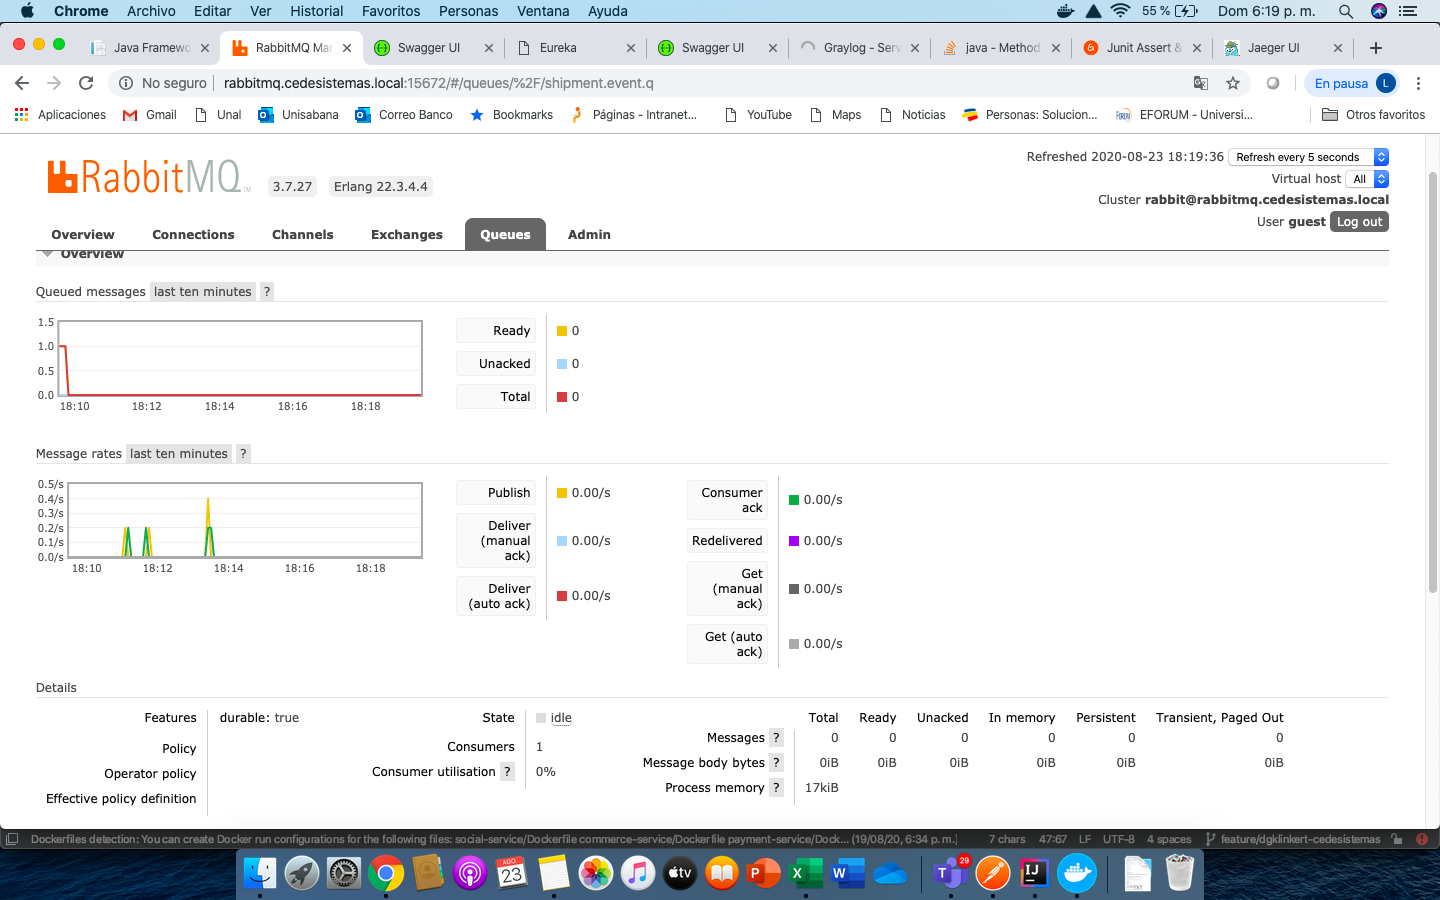 Chrome Archivo Editar Ver Historial Favoritos Personas Ventana Ayuda 55 % Dom 6:19 p. m.
Java Framewo RabbitMQ Mar Swagger UI Eureka Swagger UI Graylog - Serv java - Method Junit Assert & Jaeger UI
No seguro rabbitmq.cedesistemas.local:15672/#/queues/%2F/shipment.event.q En pausa L
Aplicaciones Gmail Unal Unisabana Correo Banco Bookmarks Páginas - Intranet... YouTube Maps Noticias Personas: Solucion... EFORUM - Universi... Otros favoritos
RabbitMQ TM 3.7.27 Erlang 22.3.4.4
Refreshed 2020-08-23 18:19:36 Refresh every 5 seconds
Virtual host All
Cluster rabbit@rabbitmq.cedesistemas.local
User guest Log out
Overview Connections Channels Exchanges Queues Admin
Overview
Queued messages last ten minutes ?
1.5
1.0
0.5
0.0
18:10 18:12 18:14 18:16 18:18
Ready 0
Unacked 0
Total 0
Message rates last ten minutes ?
0.5/s
0.4/s
0.3/s
0.2/s
0.1/s
0.0/s
18:10 18:12 18:14 18:16 18:18
Publish 0.00/s
Deliver
(manual 0.00/s
ack)
Deliver
(auto ack) 0.00/s
Consumer
ack 0.00/s
Redelivered 0.00/s
Get
(manual 0.00/s
ack)
Get (auto
ack) 0.00/s
Details
Features durable: true
Policy
Operator policy
Effective policy definition
State idle
Consumers 1
Consumer utilisation ? 0%
Total Ready Unacked In memory Persistent Transient, Paged Out
Messages ? 0 0 0 0 0 0
Message body bytes ? 0iB 0iB 0iB 0iB 0iB 0iB
Process memory ? 17kiB
Dockerfiles detection: You can create Docker run configurations for the following files: social-service/Dockerfile commerce-service/Dockerfile payment-service/Dock... (19/08/20, 6:34 p. m.) 7 chars 47:67 LF UTF-8 4 spaces feature/dgklinkert-cedesistemas
AGO. 23 tv P X W T 29 IJ TXT